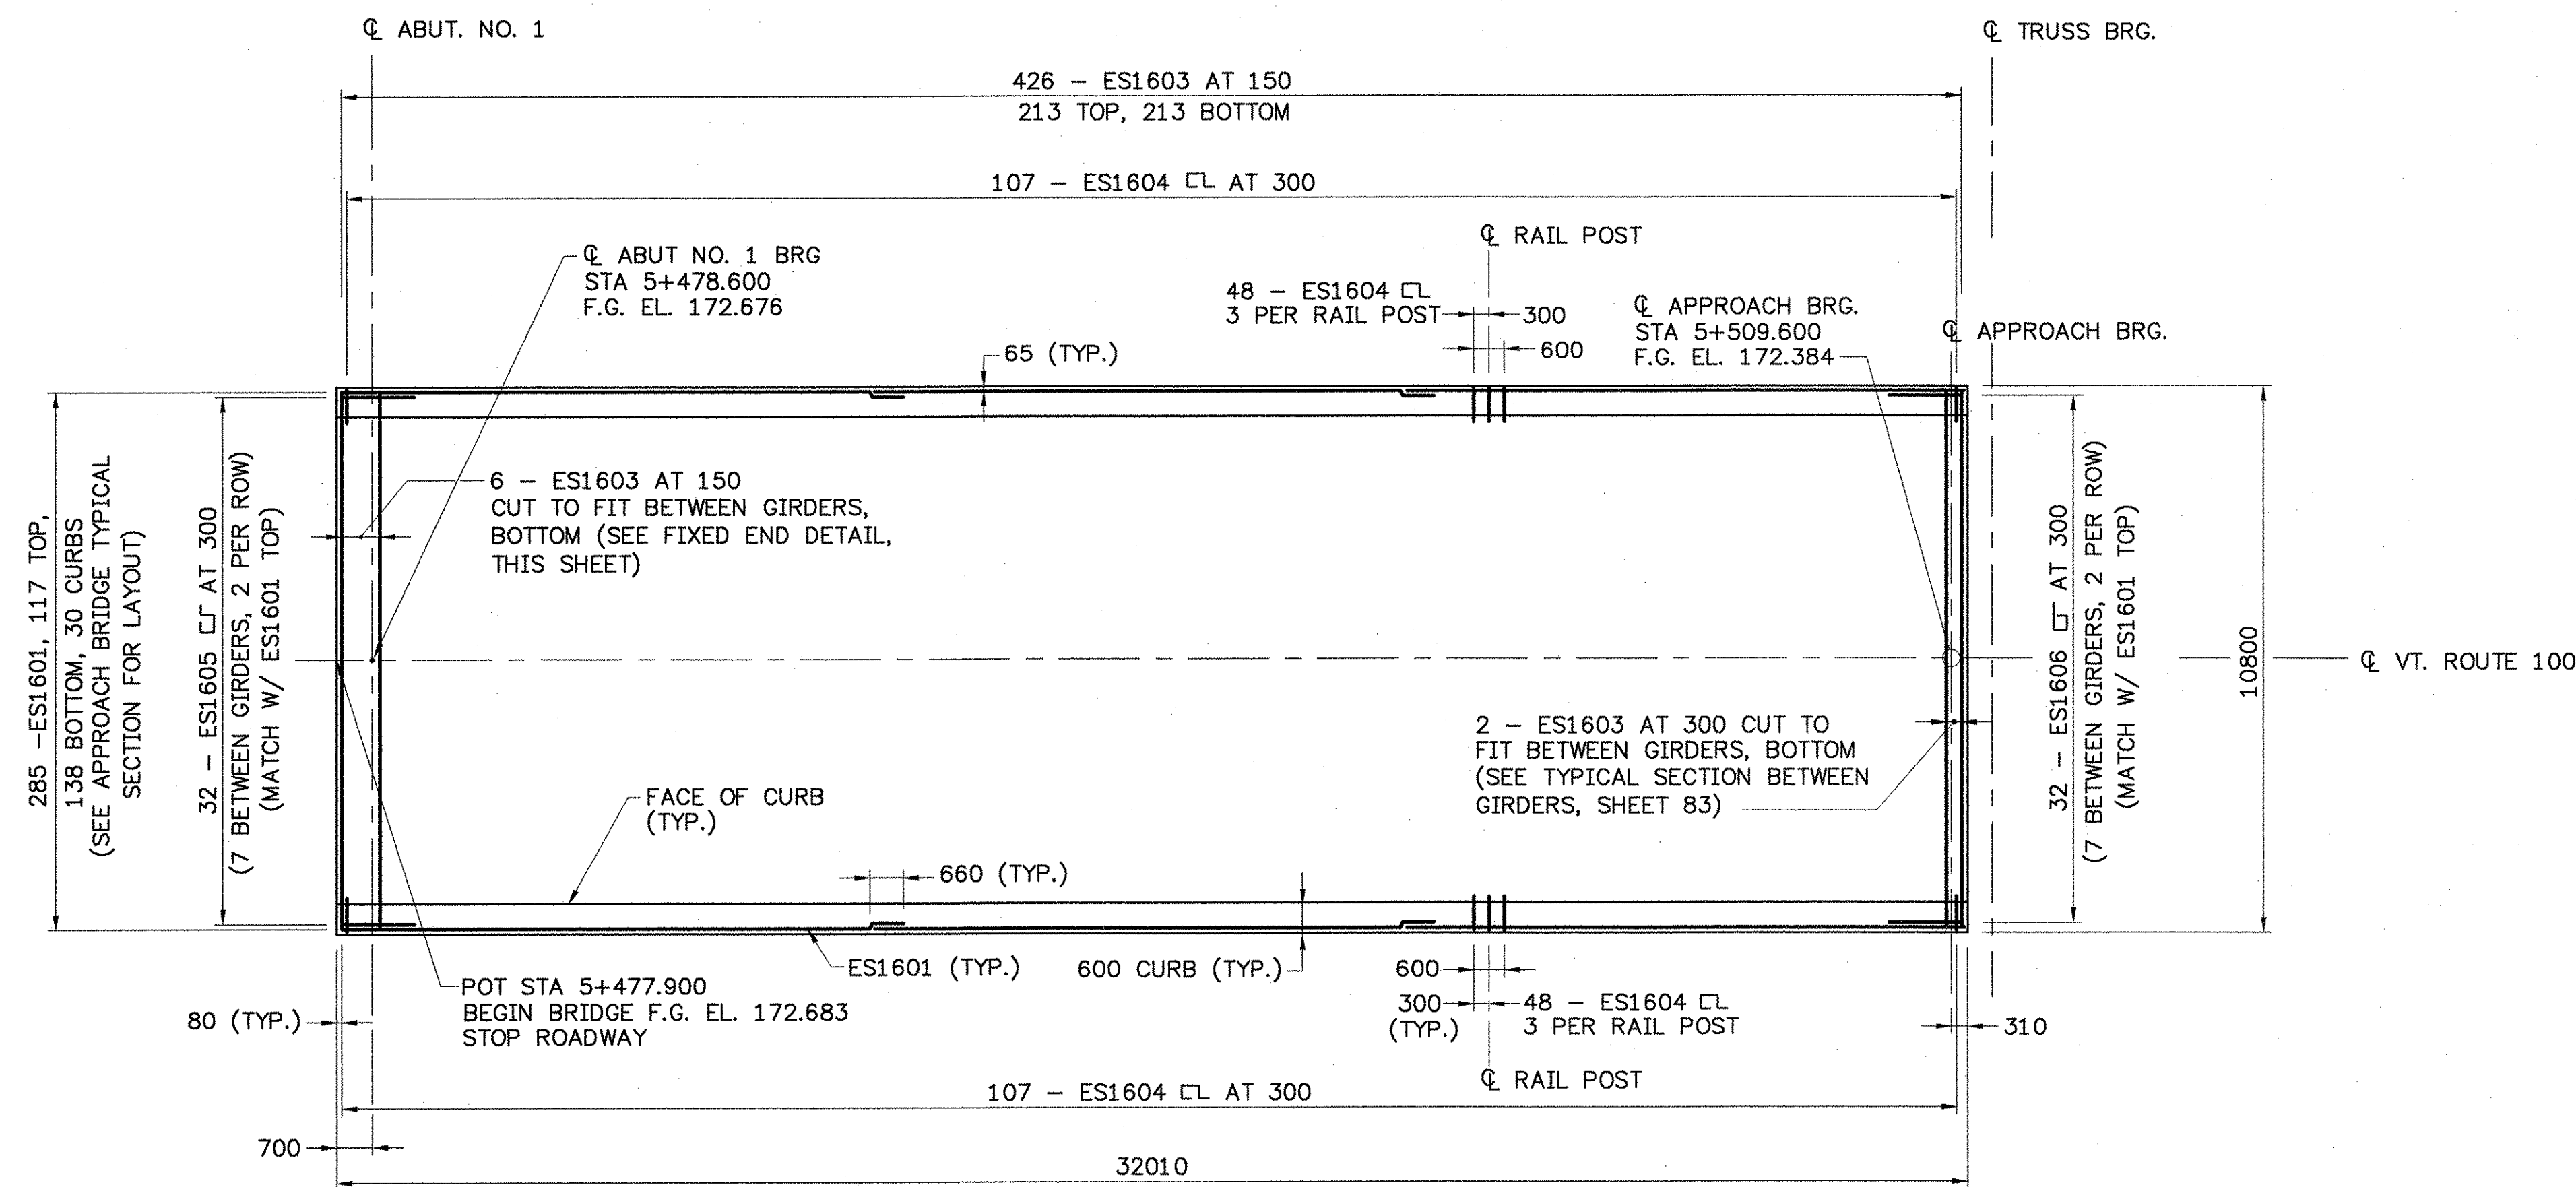 ℄ ABUT. NO. 1
℄ TRUSS BRG.
426 – ES1603 AT 150
213 TOP, 213 BOTTOM
107 – ES1604 AT 300
℄ ABUT NO. 1 BRG
STA 5+478.600
F.G. EL. 172.676
℄ RAIL POST
48 – ES1604
3 PER RAIL POST
300
600
℄ APPROACH BRG.
STA 5+509.600
F.G. EL. 172.384
℄ APPROACH BRG.
65 (TYP.)
285 –ES1601, 117 TOP,
138 BOTTOM, 30 CURBS
(SEE APPROACH BRIDGE TYPICAL
SECTION FOR LAYOUT)
32 – ES1605 AT 300
(7 BETWEEN GIRDERS, 2 PER ROW)
(MATCH W/ ES1601 TOP)
6 – ES1603 AT 150
CUT TO FIT BETWEEN GIRDERS,
BOTTOM (SEE FIXED END DETAIL,
THIS SHEET)
32 – ES1606 AT 300
(7 BETWEEN GIRDERS, 2 PER ROW)
(MATCH W/ ES1601 TOP)
10800
℄ VT. ROUTE 100
2 – ES1603 AT 300 CUT TO
FIT BETWEEN GIRDERS, BOTTOM
(SEE TYPICAL SECTION BETWEEN
GIRDERS, SHEET 83)
FACE OF CURB
(TYP.)
660 (TYP.)
ES1601 (TYP.)
600 CURB (TYP.)
600
300
(TYP.)
48 – ES1604
3 PER RAIL POST
℄ RAIL POST
POT STA 5+477.900
BEGIN BRIDGE F.G. EL. 172.683
STOP ROADWAY
80 (TYP.)
310
107 – ES1604 AT 300
700
32010